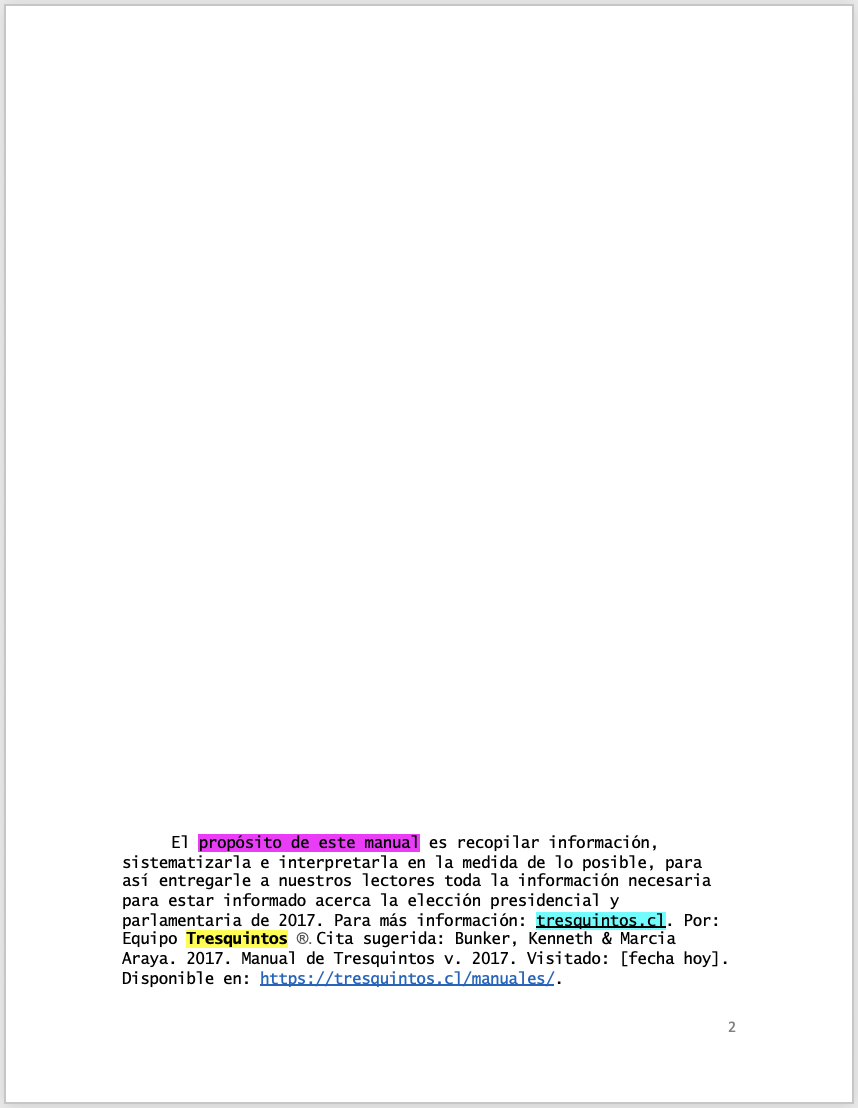 El propósito de este manual es recopilar información,
sistematizarla e interpretarla en la medida de lo posible, para
así entregarle a nuestros lectores toda la información necesaria
para estar informado acerca la elección presidencial y
parlamentaria de 2017. Para más información: tresquintos.cl. Por:
Equipo Tresquintos ®. Cita sugerida: Bunker, Kenneth & Marcia
Araya. 2017. Manual de Tresquintos v. 2017. Visitado: [fecha hoy].
Disponible en: https://tresquintos.cl/manuales/.
2